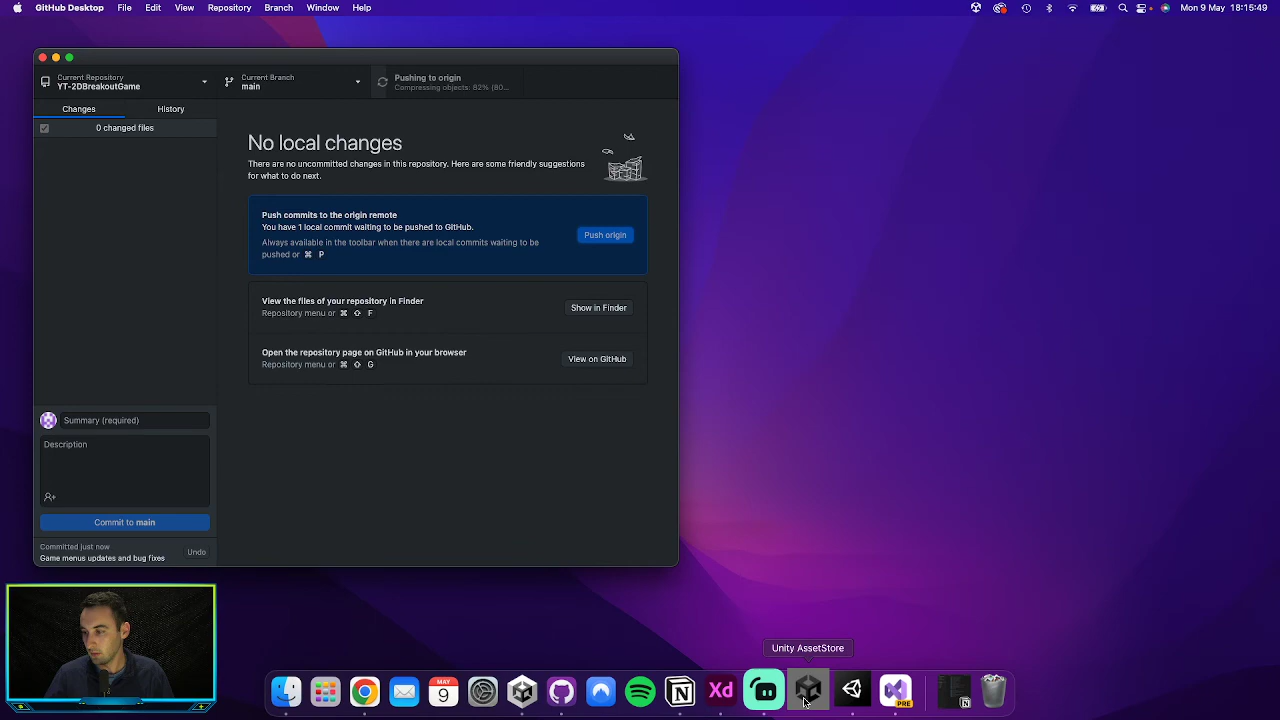 GitHub Desktop File Edit View Repository Branch Window Help Mon 9 May 18:15:49
Current Repository
YT-2DBreakoutGame
Current Branch
main
Pushing to origin
Compressing objects: 82% (80...
Changes History
0 changed files
No local changes
There are no uncommitted changes in this repository. Here are some friendly suggestions
for what to do next.
Push commits to the origin remote
You have 1 local commit waiting to be pushed to GitHub.
Always available in the toolbar when there are local commits waiting to be
pushed or ⌘ P
Push origin
View the files of your repository in Finder
Repository menu or ⌘ ⇧ F
Show in Finder
Open the repository page on GitHub in your browser
Repository menu or ⌘ ⇧ G
View on GitHub
Summary (required)
Description
Commit to main
Committed just now
Game menus updates and bug fixes
Undo
Unity AssetStore
MAY
9
Xd
PRE